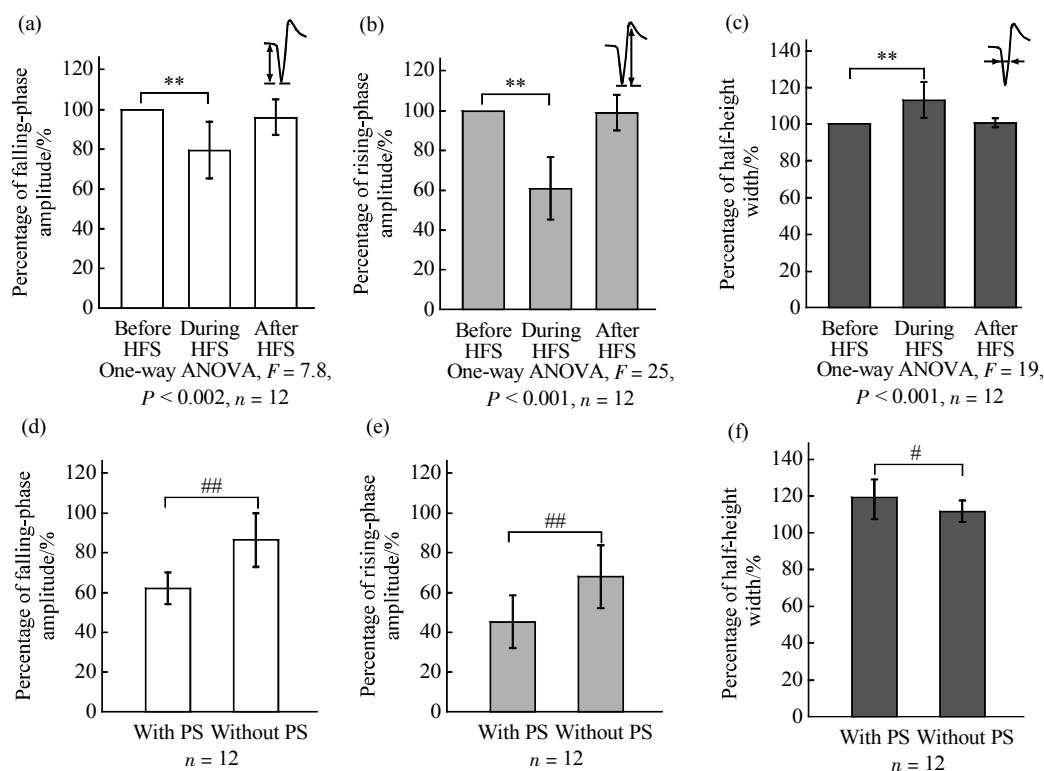 (a)
Percentage of falling-phase
amplitude/%
120
100
80
60
40
20
0
**
Before
HFS
During
HFS
After
HFS
One-way ANOVA, F = 7.8,
P < 0.002, n = 12
(b)
Percentage of rising-phase
amplitude/%
120
100
80
60
40
20
0
**
Before
HFS
During
HFS
After
HFS
One-way ANOVA, F = 25,
P < 0.001, n = 12
(c)
Percentage of half-height
width/%
140
120
100
80
60
40
20
0
**
Before
HFS
During
HFS
After
HFS
One-way ANOVA, F = 19,
P < 0.001, n = 12
(d)
Percentage of falling-phase
amplitude/%
120
100
80
60
40
20
0
##
With PS Without PS
n = 12
(e)
Percentage of rising-phase
amplitude/%
120
100
80
60
40
20
0
##
With PS Without PS
n = 12
(f)
Percentage of half-height
width/%
140
120
100
80
60
40
20
0
#
With PS Without PS
n = 12